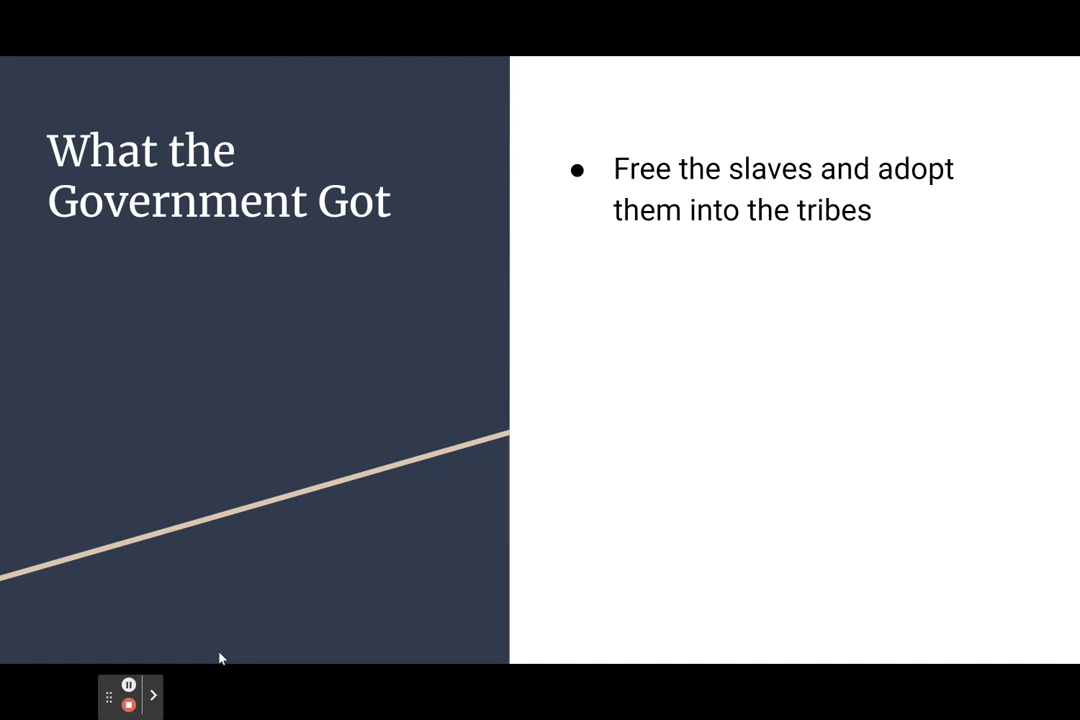 What the
Government Got
● Free the slaves and adopt
them into the tribes